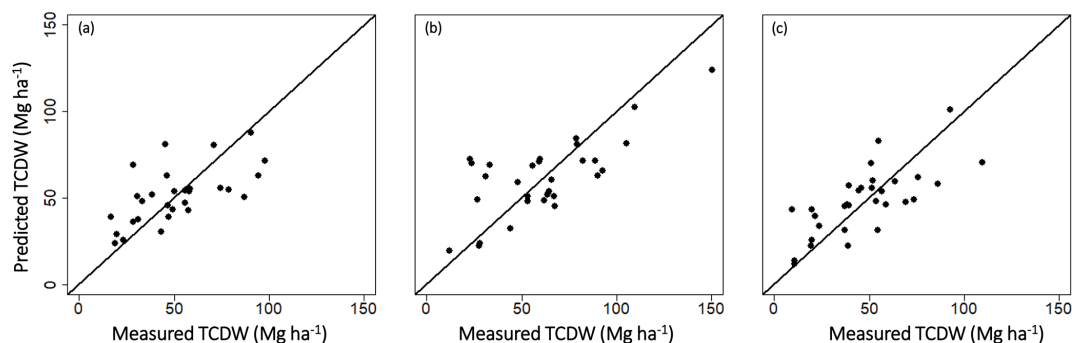 (a)
(b)
(c)
Predicted TCDW (Mg ha⁻¹)
150
100
50
0
0 50 100 150
0 50 100 150
0 50 100 150
Measured TCDW (Mg ha⁻¹)
Measured TCDW (Mg ha⁻¹)
Measured TCDW (Mg ha⁻¹)